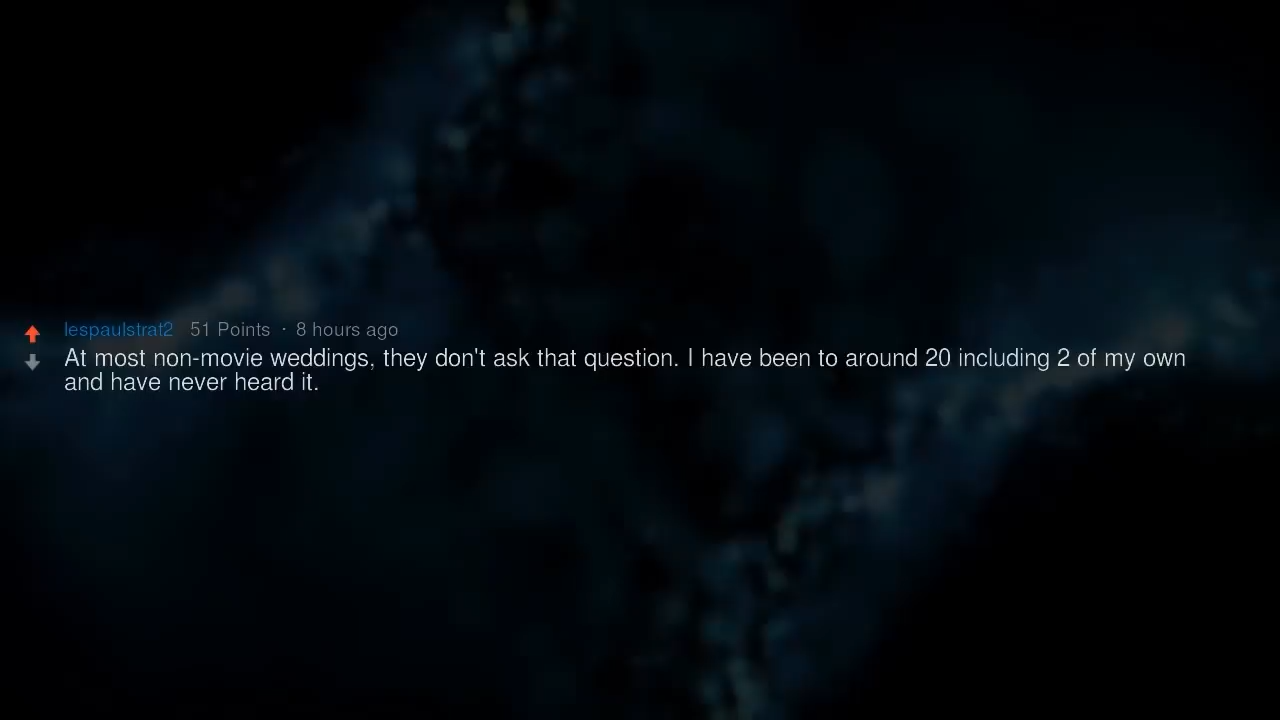 lespaulstrat2 51 Points · 8 hours ago
At most non-movie weddings, they don't ask that question. I have been to around 20 including 2 of my own
and have never heard it.